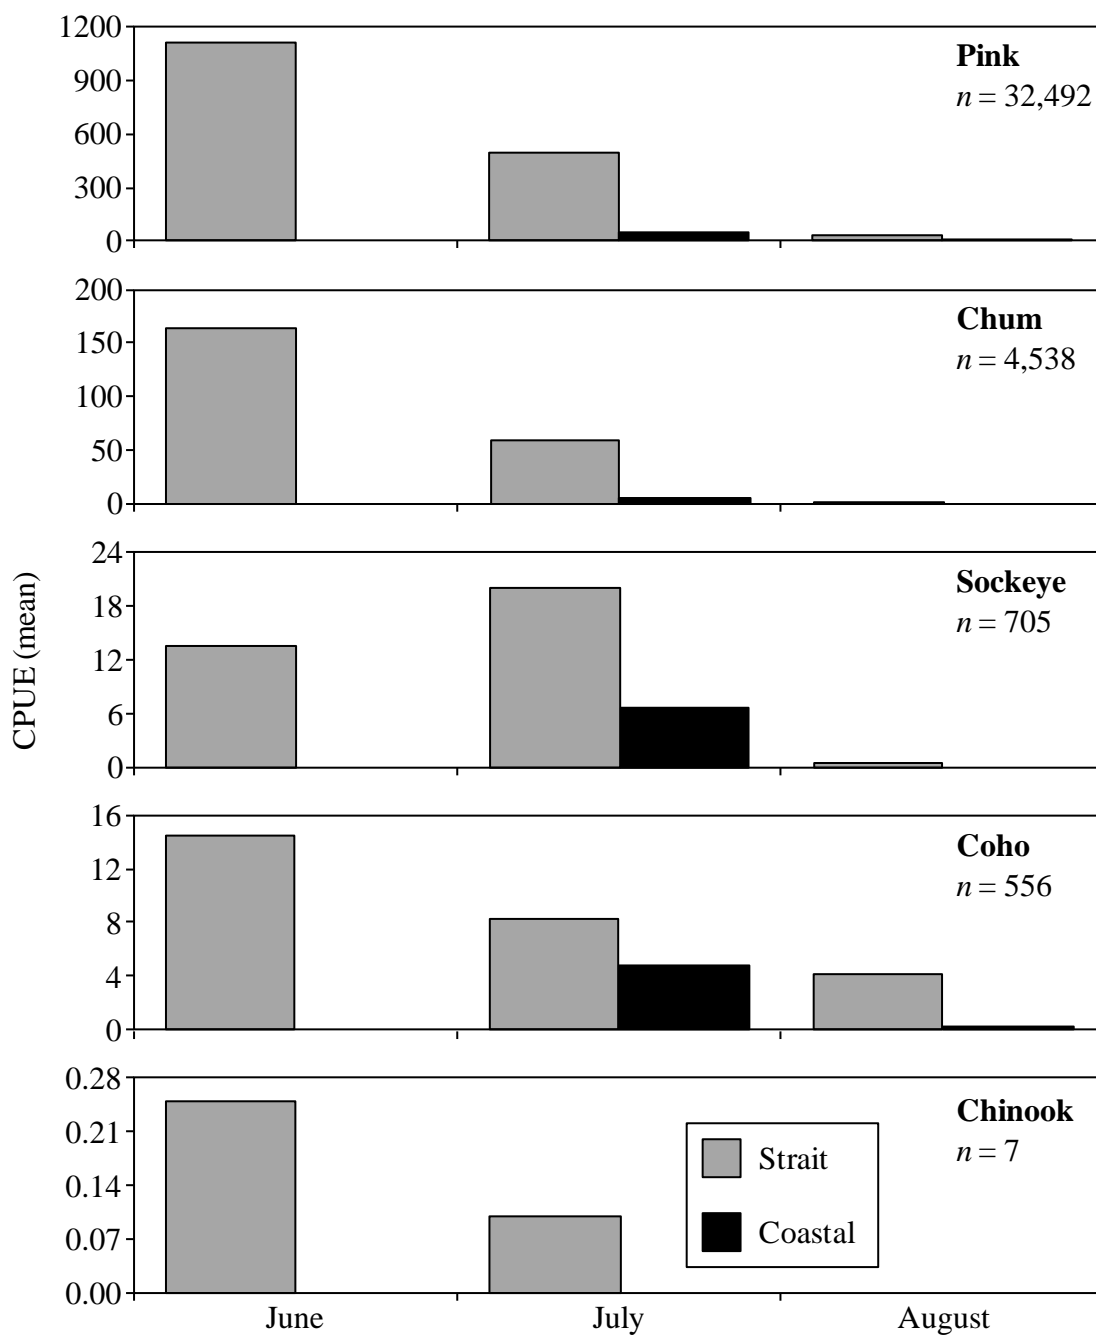 1200
900
600
300
0
Pink
n = 32,492
200
150
100
50
0
Chum
n = 4,538
24
18
12
6
0
Sockeye
n = 705
CPUE (mean)
16
12
8
4
0
Coho
n = 556
0.28
0.21
0.14
0.07
0.00
Chinook
n = 7
Strait
Coastal
June July August